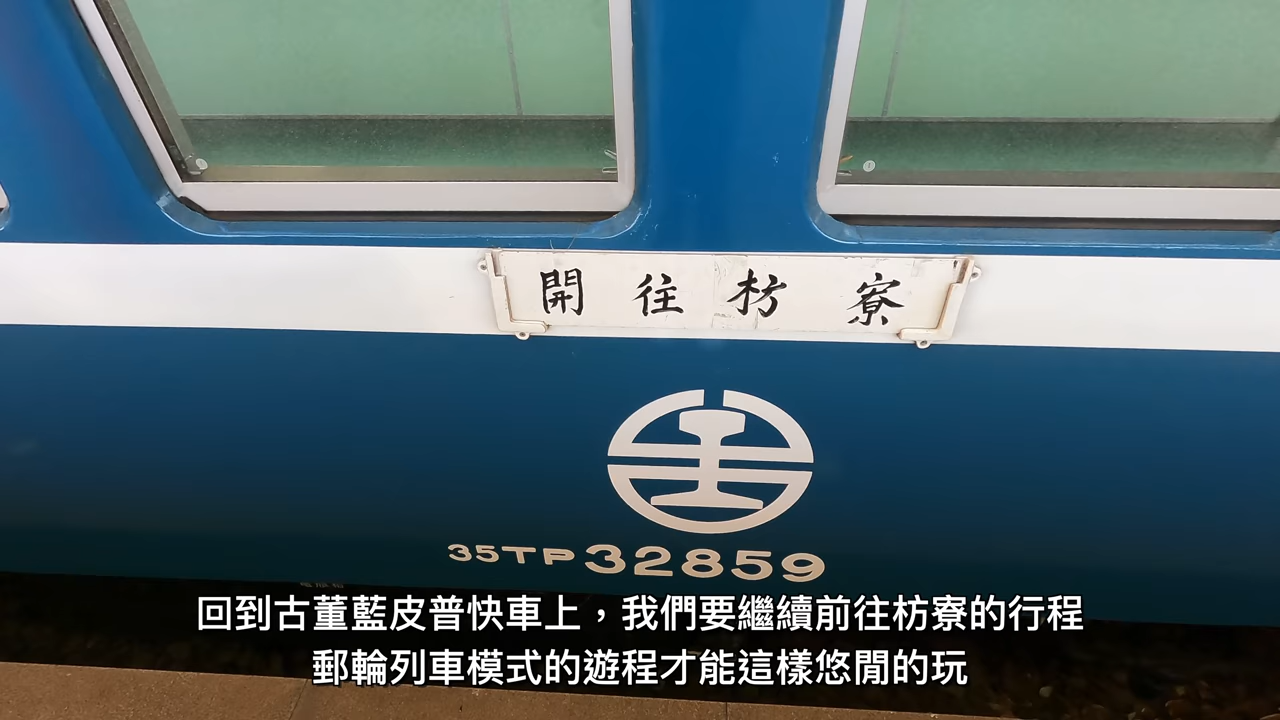 開往枋寮
35TP32859
回到古董藍皮普快車上，我們要繼續前往枋寮的行程
郵輪列車模式的遊程才能這樣悠閒的玩